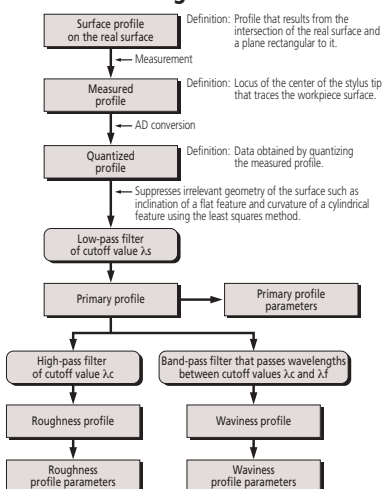 Surface profile
on the real surface
Definition: Profile that results from the
intersection of the real surface and
a plane rectangular to it.
Measurement
Measured
profile
Definition: Locus of the center of the stylus tip
that traces the workpiece surface.
AD conversion
Quantized
profile
Definition: Data obtained by quantizing
the measured profile.
Suppresses irrelevant geometry of the surface such as
inclination of a flat feature and curvature of a cylindrical
feature using the least squares method.
Low-pass filter
of cutoff value λs
Primary profile
Primary profile
parameters
High-pass filter
of cutoff value λc
Band-pass filter that passes wavelengths
between cutoff values λc and λf
Roughness profile
Waviness profile
Roughness
profile parameters
Waviness
profile parameters